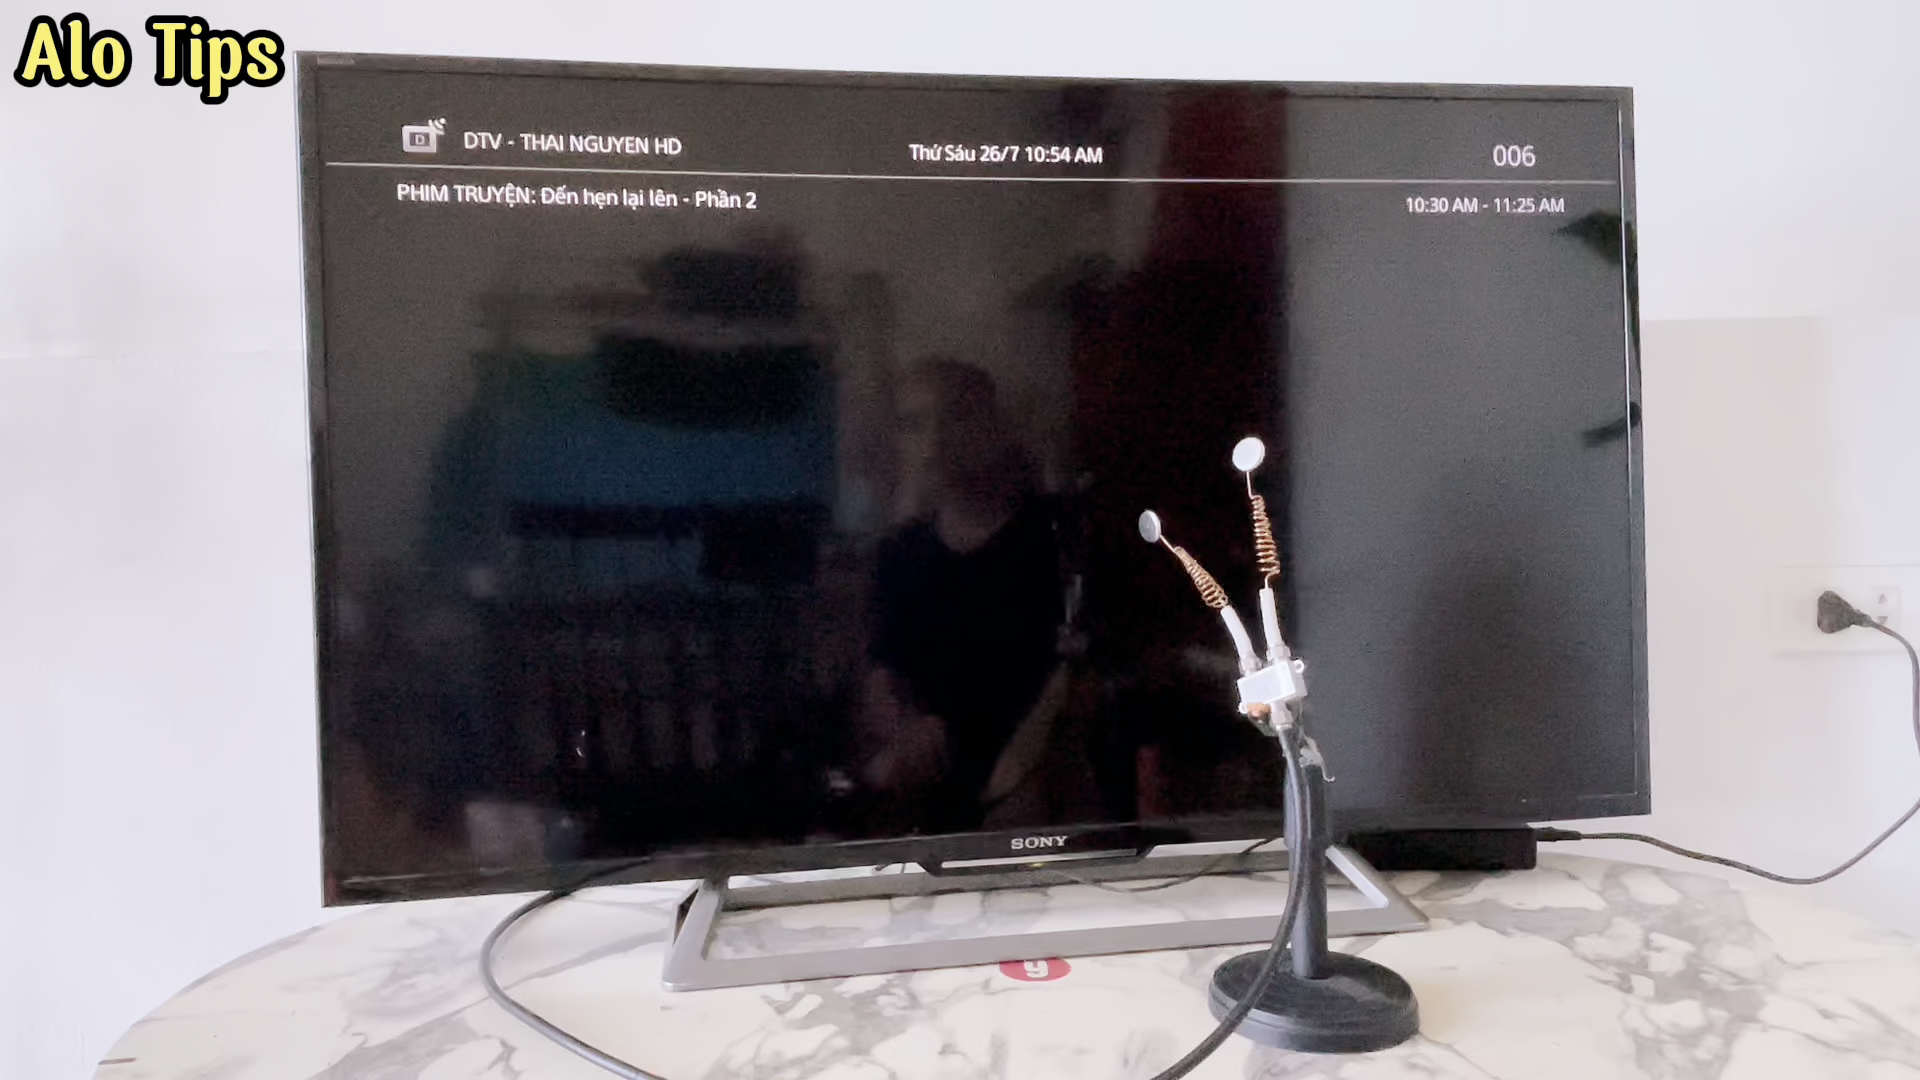 Alo Tips
DTV - THAI NGUYEN HD
Thứ Sáu 26/7 10:54 AM
006
PHIM TRUYỆN: Đến hẹn lại lên - Phần 2
10:30 AM - 11:25 AM
SONY
y